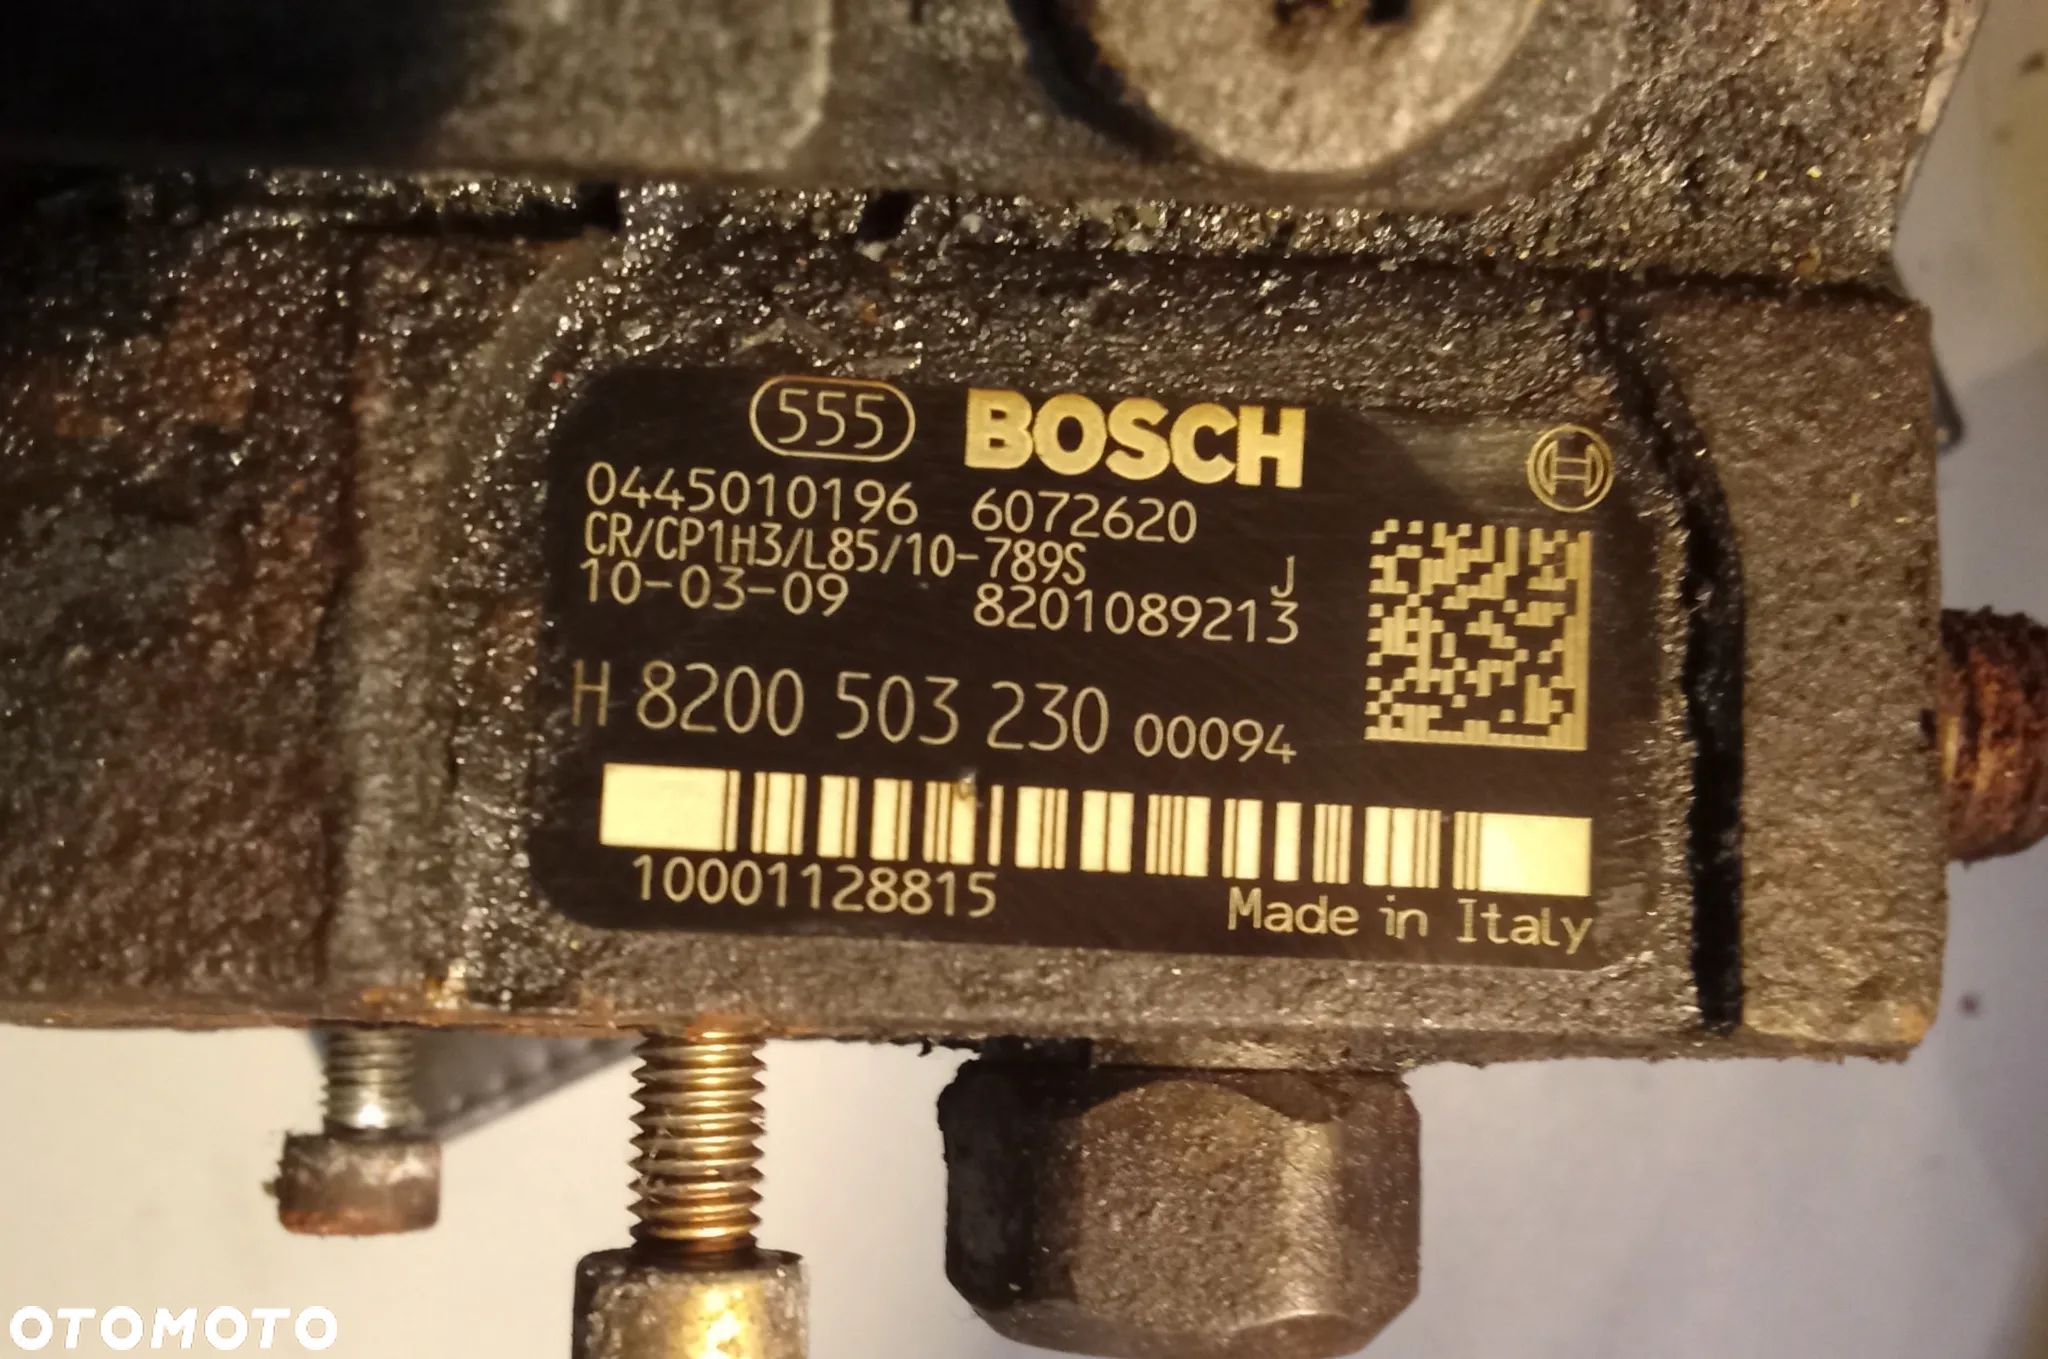 555 BOSCH
0445010196 6072620
CR/CP1H3/L85/10-789S J
10-03-09 8201089213
H 8200 503 230 00094
10001128815
Made in Italy
OTOMOTO